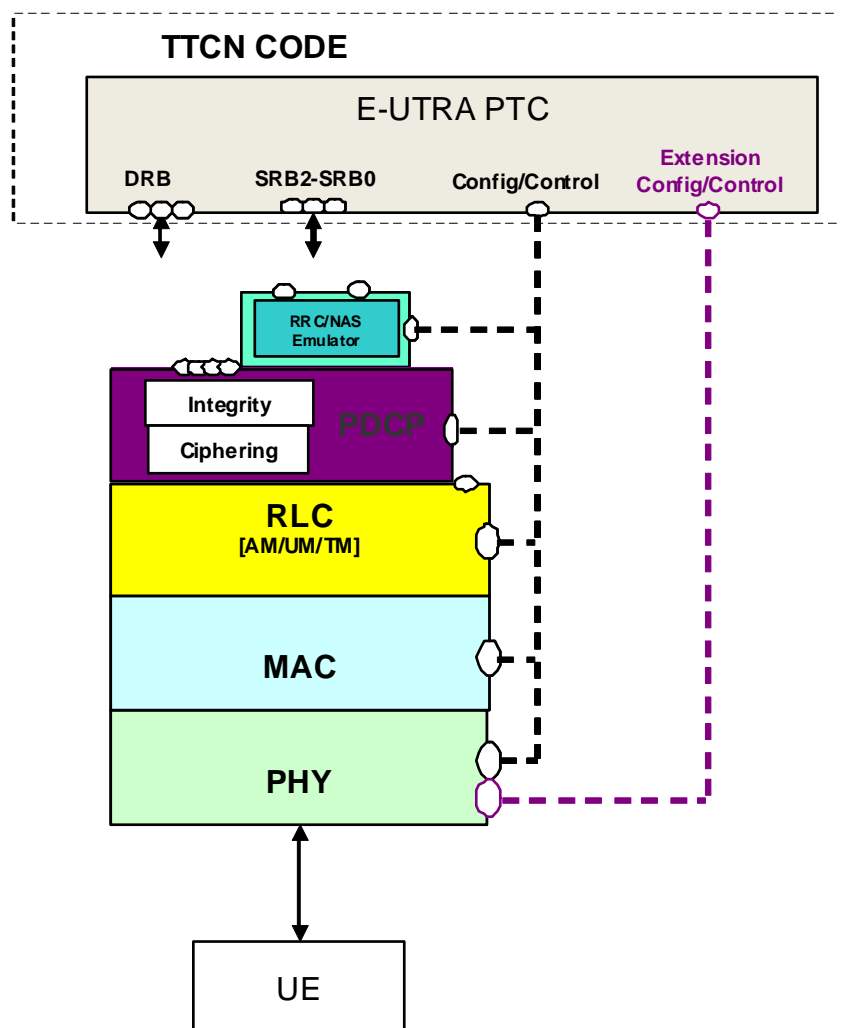 TTCN CODE
E-UTRA PTC
DRB
SRB2-SRB0
Config/Control
Extension
Config/Control
RRC/NAS
Emulator
Integrity
Ciphering
PDCP
RLC
[AM/UM/TM]
MAC
PHY
UE